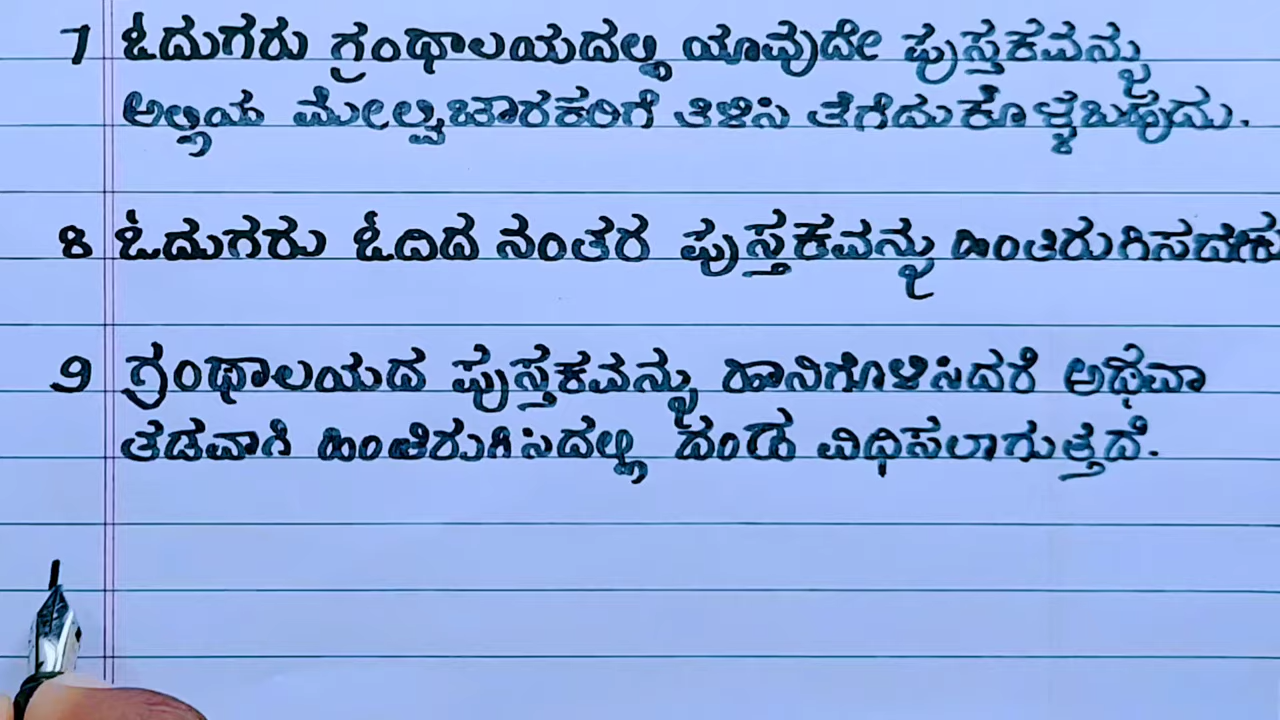 7 ಓದುಗರು ಗ್ರಂಥಾಲಯದಲ್ಲಿ ಯಾವುದೇ ಪುಸ್ತಕವನ್ನು
ಅಲ್ಲಿಯ ಮೇಲ್ವಿಚಾರಕರಿಗೆ ತಿಳಿಸಿ ತೆಗೆದುಕೊಳ್ಳಬಹುದು.
8 ಓದುಗರು ಓದಿದ ನಂತರ ಪುಸ್ತಕವನ್ನು ಹಿಂತಿರುಗಿಸಬೇಕು
9 ಗ್ರಂಥಾಲಯದ ಪುಸ್ತಕವನ್ನು ಹಾನಿಗೊಳಿಸಿದರೆ ಅಥವಾ
ತಡವಾಗಿ ಹಿಂತಿರುಗಿಸಿದಲ್ಲಿ ದಂಡ ವಿಧಿಸಲಾಗುತ್ತದೆ.